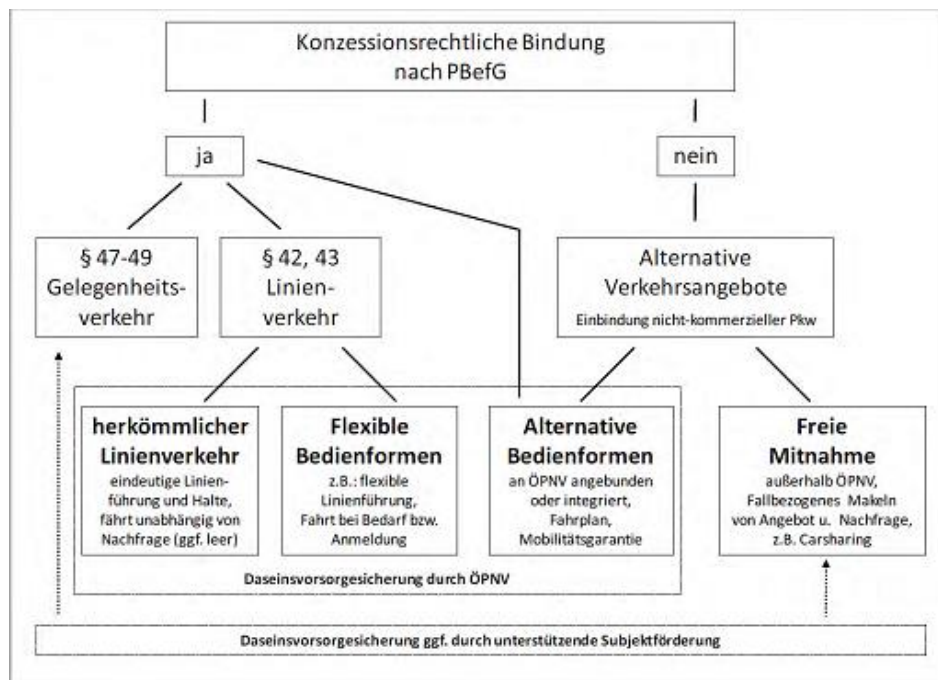 Konzessionsrechtliche Bindung
nach PBefG
ja
nein
§ 47-49
Gelegenheits-
verkehr
§ 42, 43
Linien-
verkehr
Alternative
Verkehrsangebote
Einbindung nicht-kommerzieller Pkw
herkömmlicher
Linienverkehr
eindeutige Linien-
führung und Halte,
fährt unabhängig von
Nachfrage (ggf. leer)
Flexible
Bedienformen
z.B.: flexible
Linienführung,
Fahrt bei Bedarf bzw.
Anmeldung
Alternative
Bedienformen
an ÖPNV angebunden
oder integriert,
Fahrplan,
Mobilitätsgarantie
Freie
Mitnahme
außerhalb ÖPNV,
Fallbezogenes Makeln
von Angebot u. Nachfrage,
z.B. Carsharing
Daseinsvorsorgesicherung durch ÖPNV
Daseinsvorsorgesicherung ggf. durch unterstützende Subjektförderung